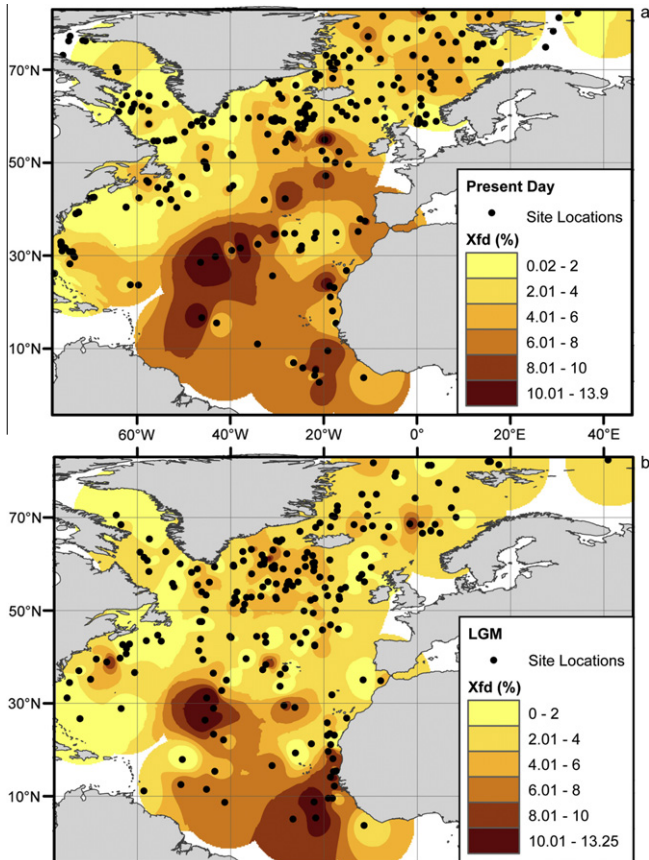 a
70°N
50°N
30°N
10°N
Present Day
Site Locations
Xfd (%)
0.02 - 2
2.01 - 4
4.01 - 6
6.01 - 8
8.01 - 10
10.01 - 13.9
60°W 40°W 20°W 0°E 20°E 40°E
b
70°N
50°N
30°N
10°N
LGM
Site Locations
Xfd (%)
0 - 2
2.01 - 4
4.01 - 6
6.01 - 8
8.01 - 10
10.01 - 13.25